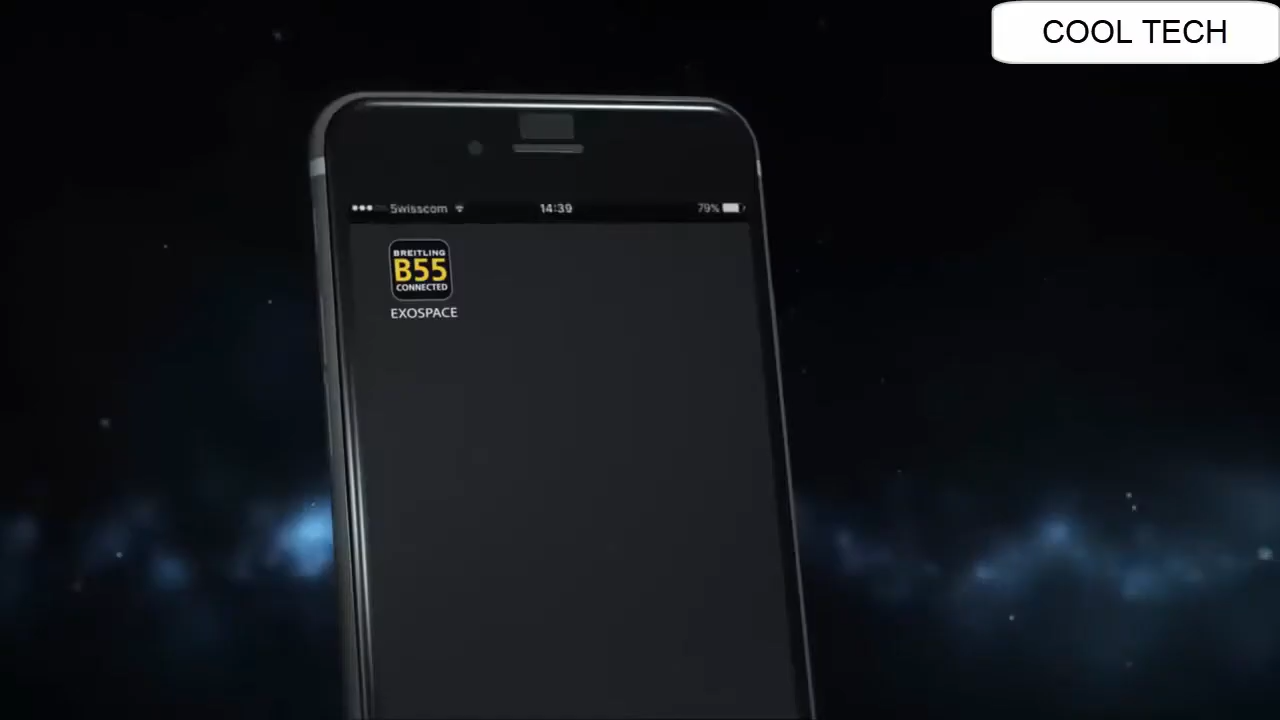 COOL TECH
Swisscom 14:39 79%
BREITLING
B55
CONNECTED
EXOSPACE